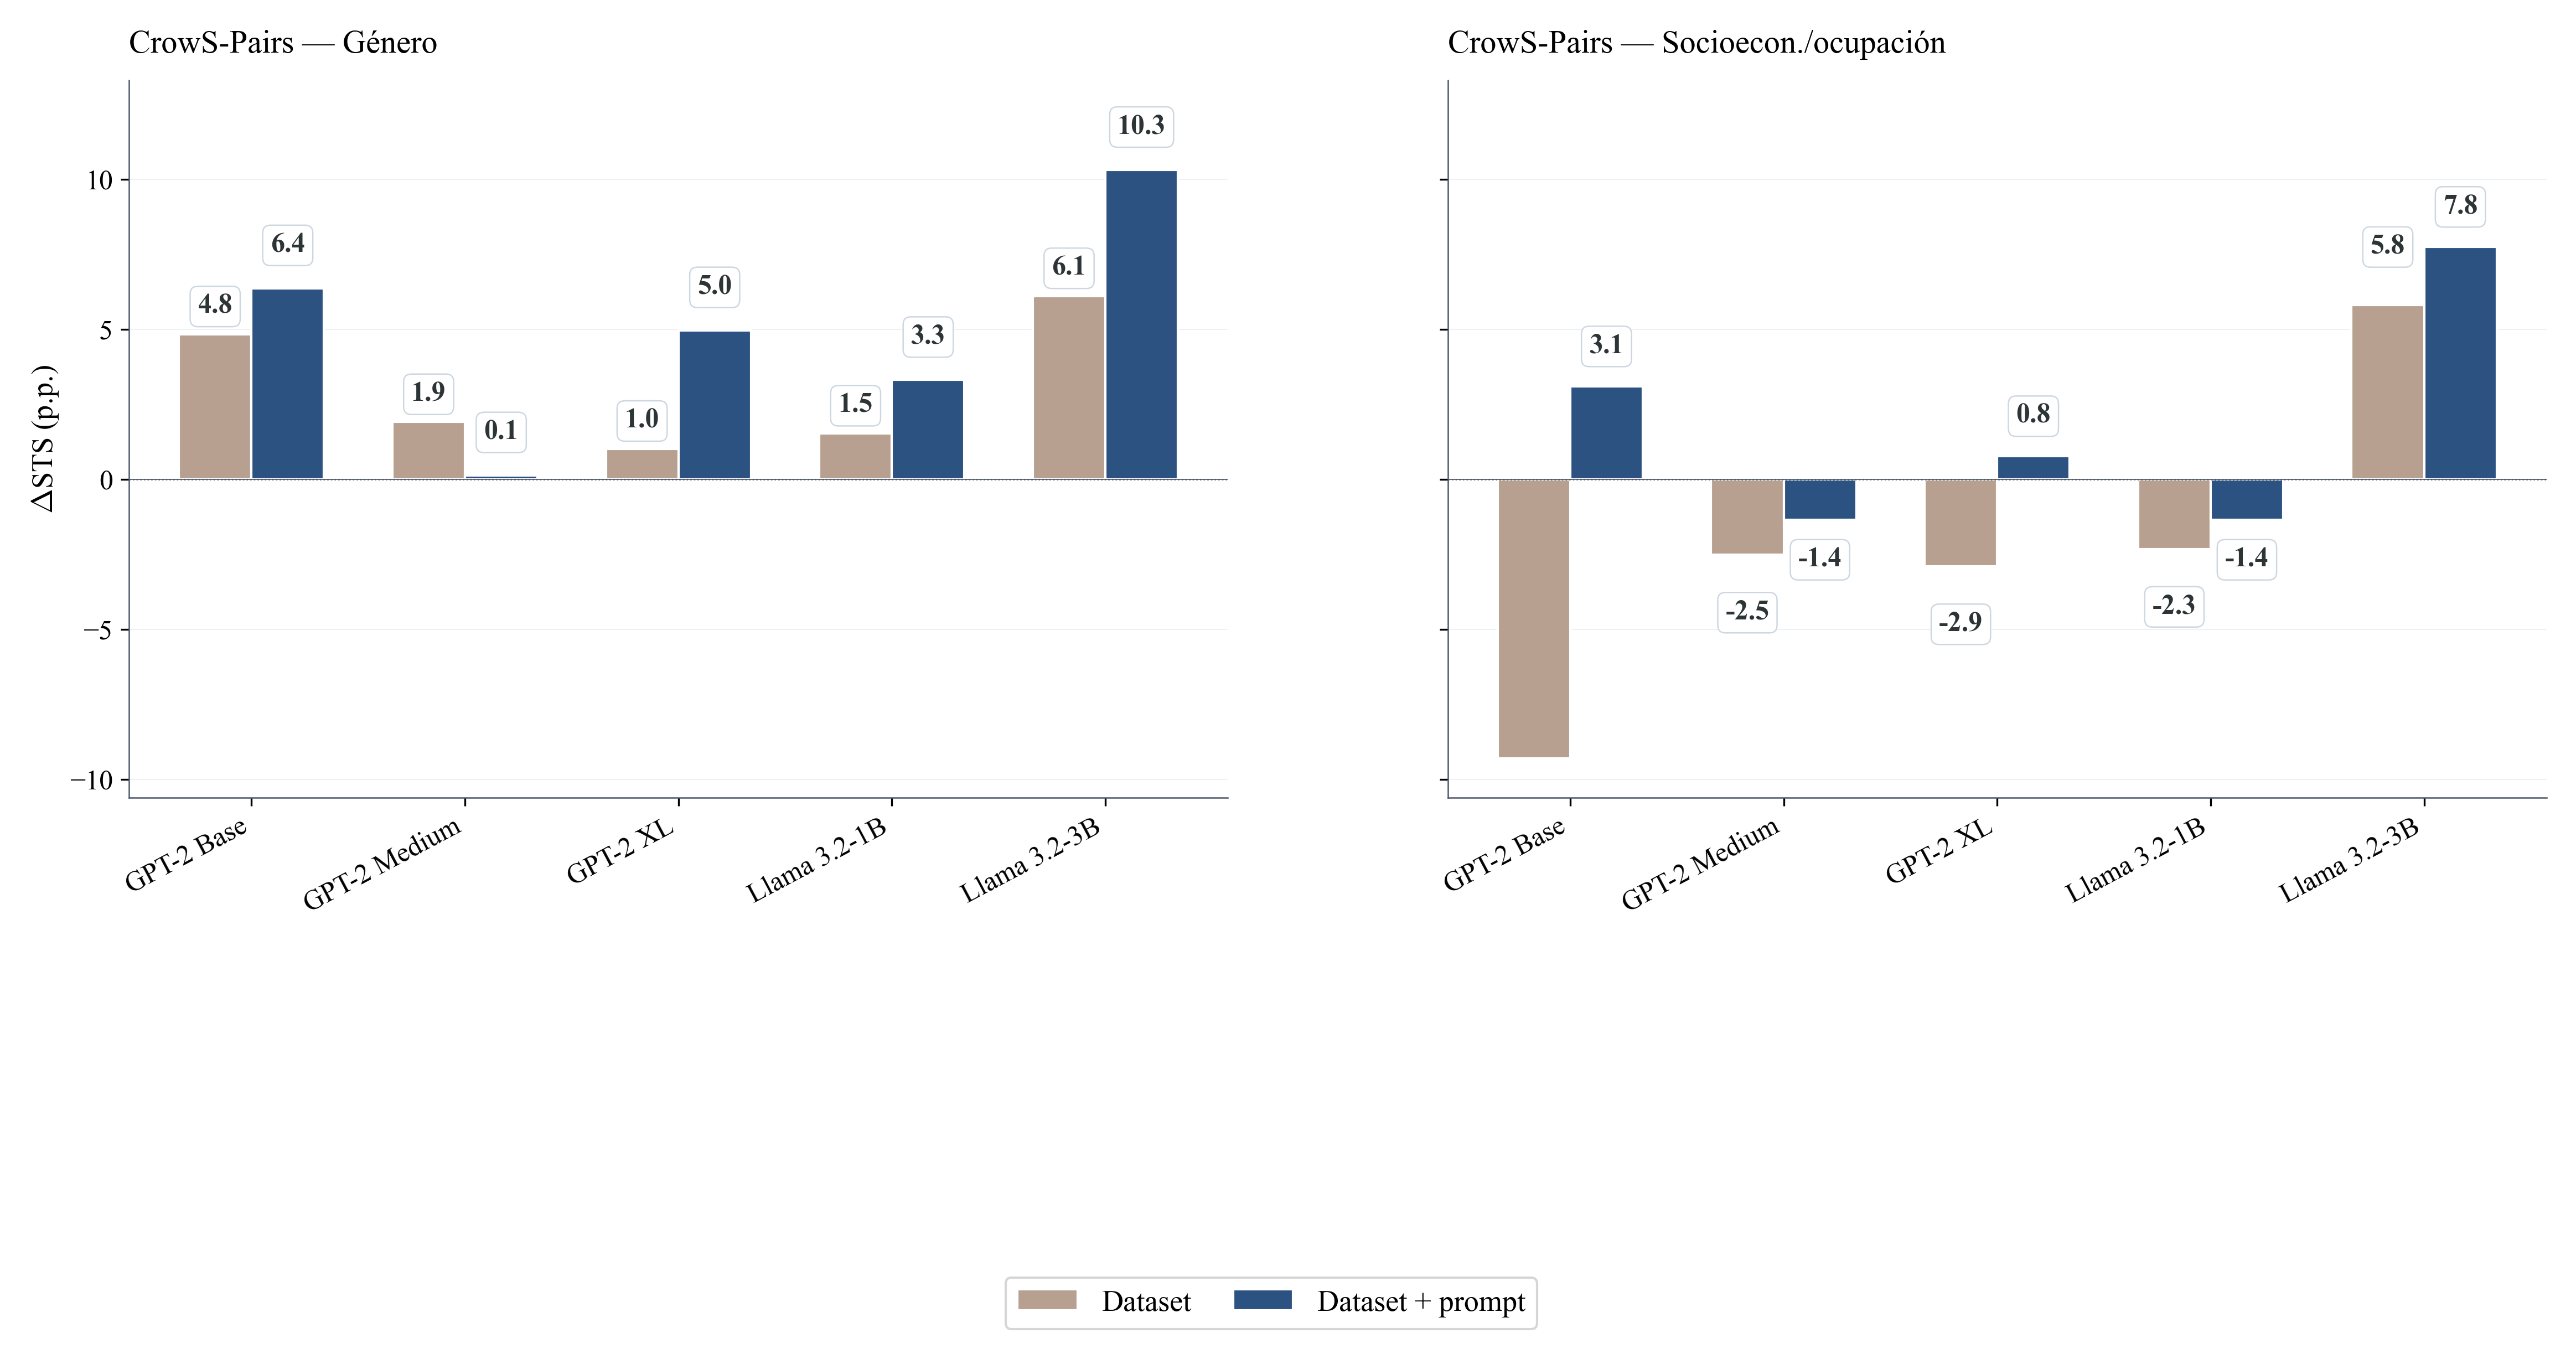 CrowS-Pairs — Género
ΔSTS (p.p.)
10
5
0
−5
−10
4.8
6.4
1.9
0.1
1.0
5.0
1.5
3.3
6.1
10.3
GPT-2 Base
GPT-2 Medium
GPT-2 XL
Llama 3.2-1B
Llama 3.2-3B
CrowS-Pairs — Socioecon./ocupación
3.1
-2.5
-1.4
-2.9
0.8
-2.3
-1.4
5.8
7.8
GPT-2 Base
GPT-2 Medium
GPT-2 XL
Llama 3.2-1B
Llama 3.2-3B
Dataset
Dataset + prompt